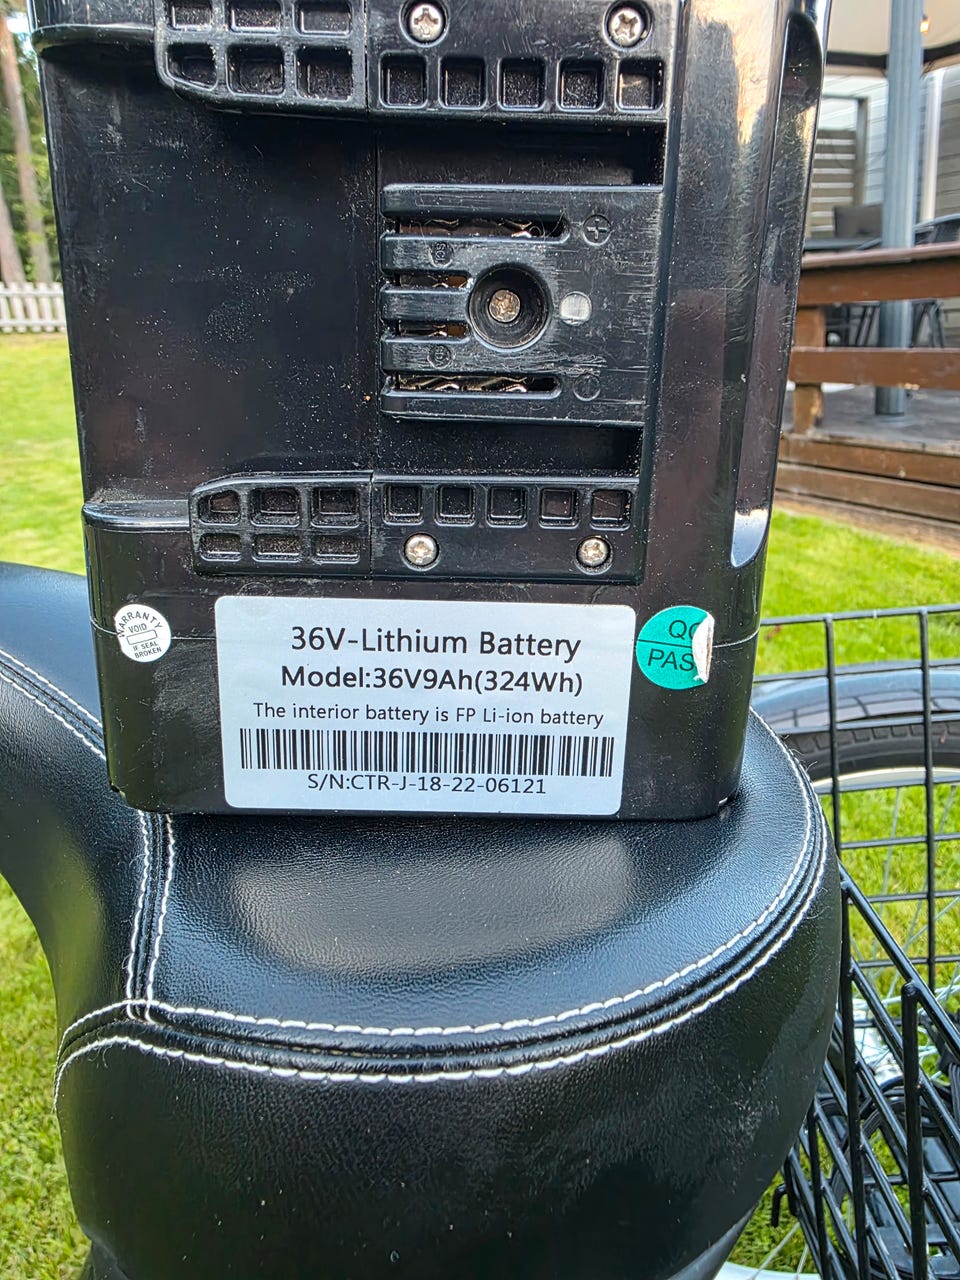 +
36V-Lithium Battery
Model:36V9Ah(324Wh)
The interior battery is FP Li-ion battery
S/N:CTR-J-18-22-06121
WARRANTY
VOID
IF SEAL
BROKEN
QC
PAS